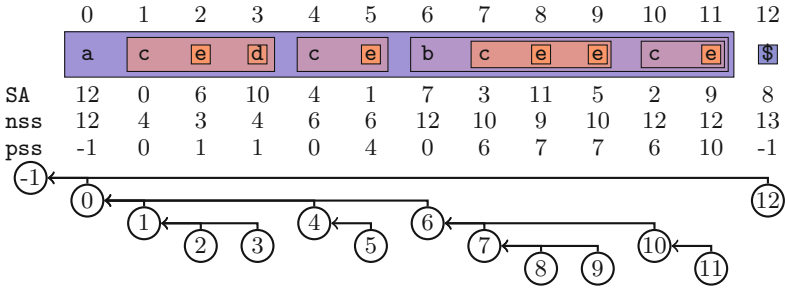 0 1 2 3 4 5 6 7 8 9 10 11 12
a c e d c e b c e e c e $
SA 12 0 6 10 4 1 7 3 11 5 2 9 8
nss 12 4 3 4 6 6 12 10 9 10 12 12 13
pss -1 0 1 1 0 4 0 6 7 7 6 10 -1
-1
0 12
1 4 6
2 3 5 7 10
8 9 11